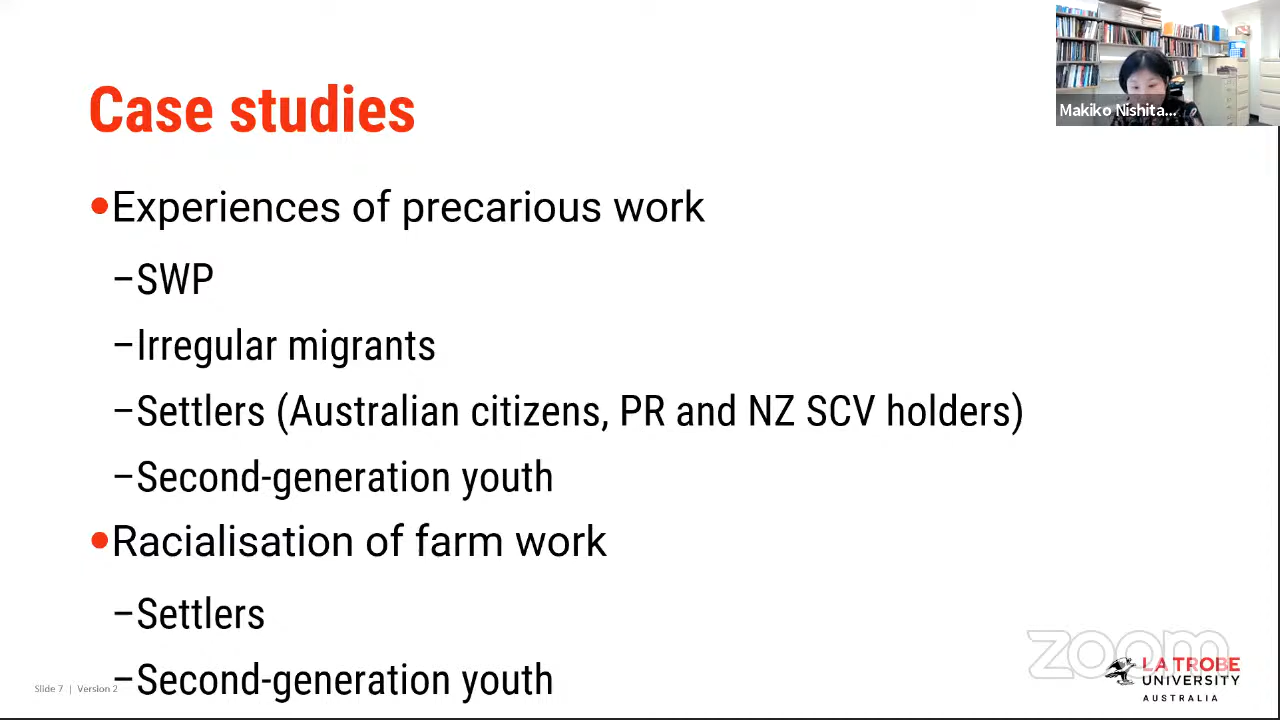 Case studies
Makiko Nishita...
•Experiences of precarious work
–SWP
–Irregular migrants
–Settlers (Australian citizens, PR and NZ SCV holders)
–Second-generation youth
•Racialisation of farm work
–Settlers
–Second-generation youth
Slide 7 | Version 2
zoom
LA TROBE
UNIVERSITY
AUSTRALIA